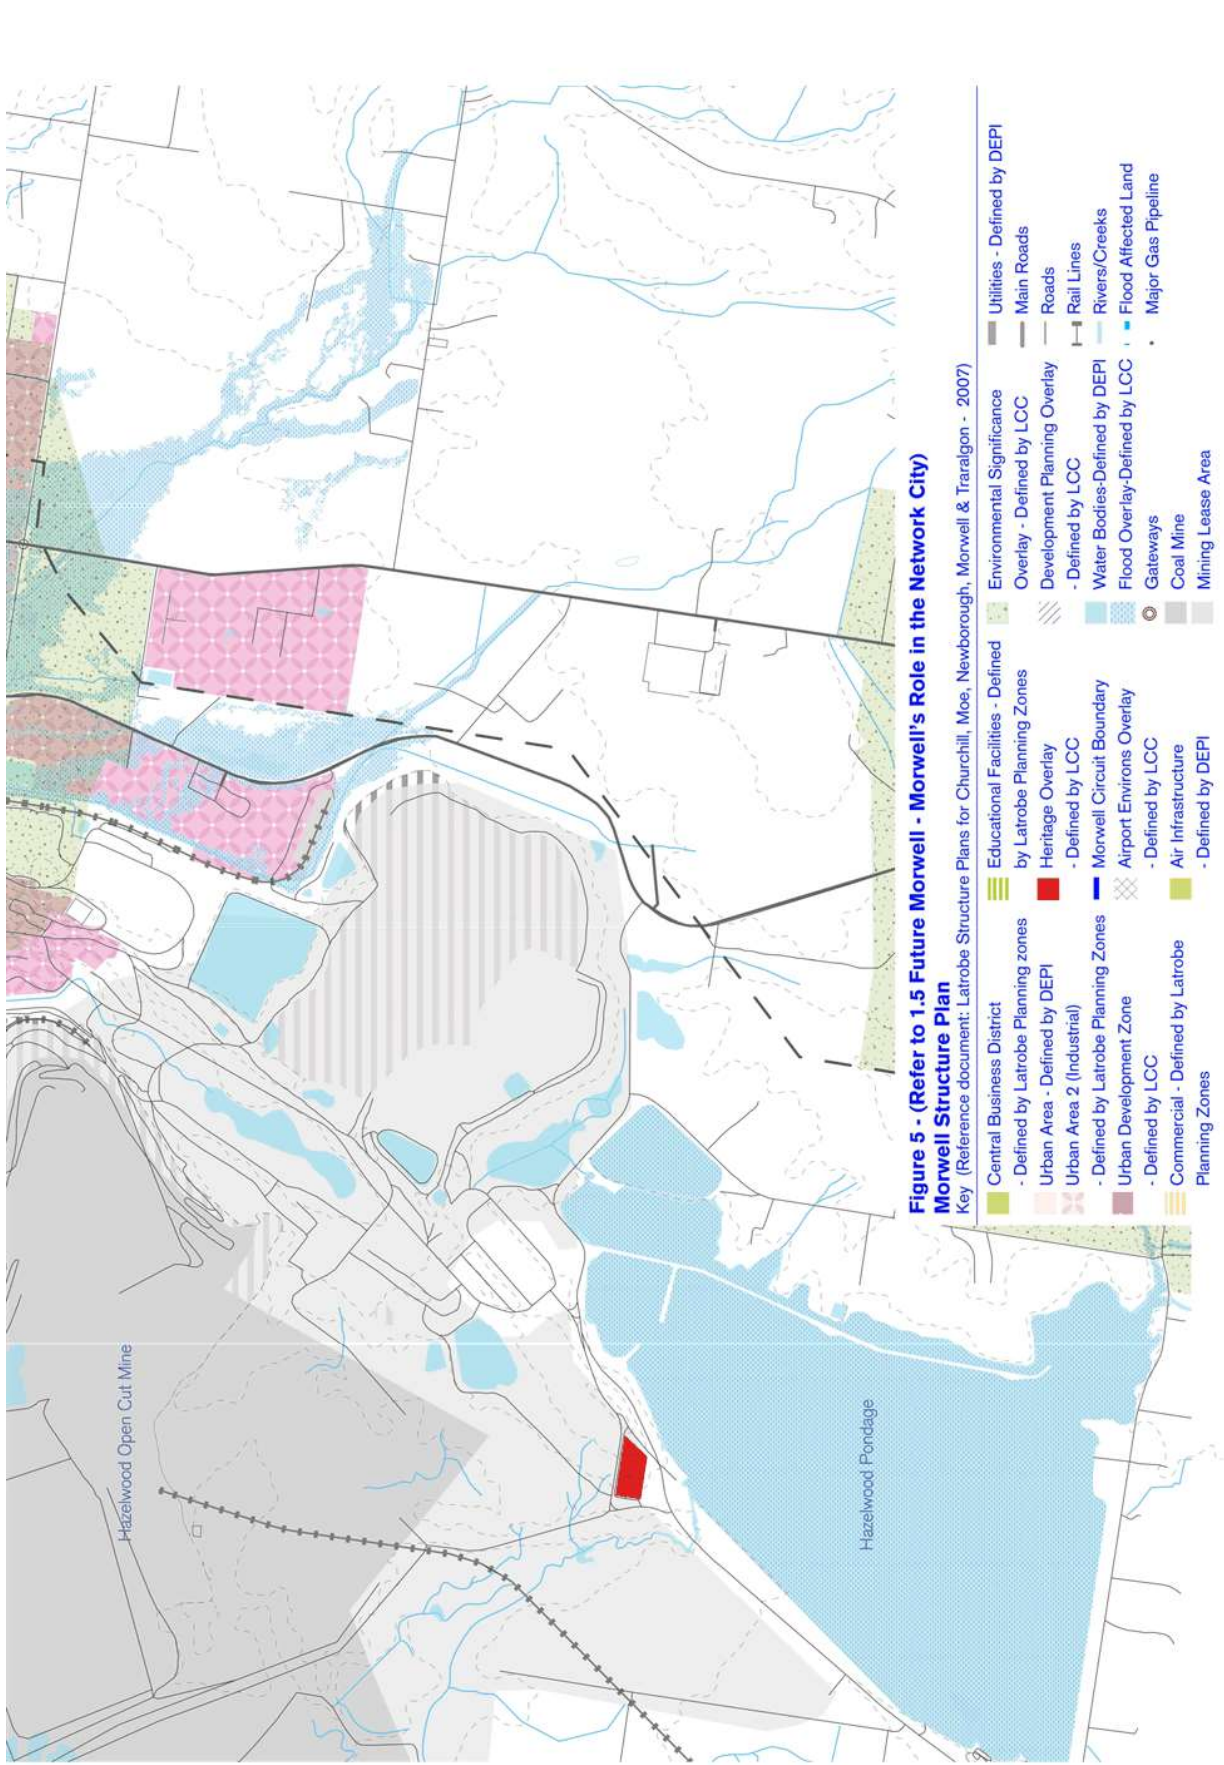 Hazelwood Open Cut Mine
Hazelwood Pondage
Figure 5 - (Refer to 1.5 Future Morwell - Morwell's Role in the Network City)
Morwell Structure Plan
Key (Reference document: Latrobe Structure Plans for Churchill, Moe, Newborough, Morwell & Traralgon - 2007)
Central Business District
- Defined by Latrobe Planning zones
Urban Area - Defined by DEPI
Urban Area 2 (Industrial)
- Defined by Latrobe Planning Zones
Urban Development Zone
- Defined by LCC
Commercial - Defined by Latrobe
Planning Zones
Educational Facilities - Defined
by Latrobe Planning Zones
Heritage Overlay
- Defined by LCC
Morwell Circuit Boundary
Airport Environs Overlay
- Defined by LCC
Air Infrastructure
- Defined by DEPI
Environmental Significance
Overlay - Defined by LCC
Development Planning Overlay
- Defined by LCC
Water Bodies-Defined by DEPI
Flood Overlay-Defined by LCC
Gateways
Coal Mine
Mining Lease Area
Utilities - Defined by DEPI
Main Roads
Roads
Rail Lines
Rivers/Creeks
Flood Affected Land
Major Gas Pipeline